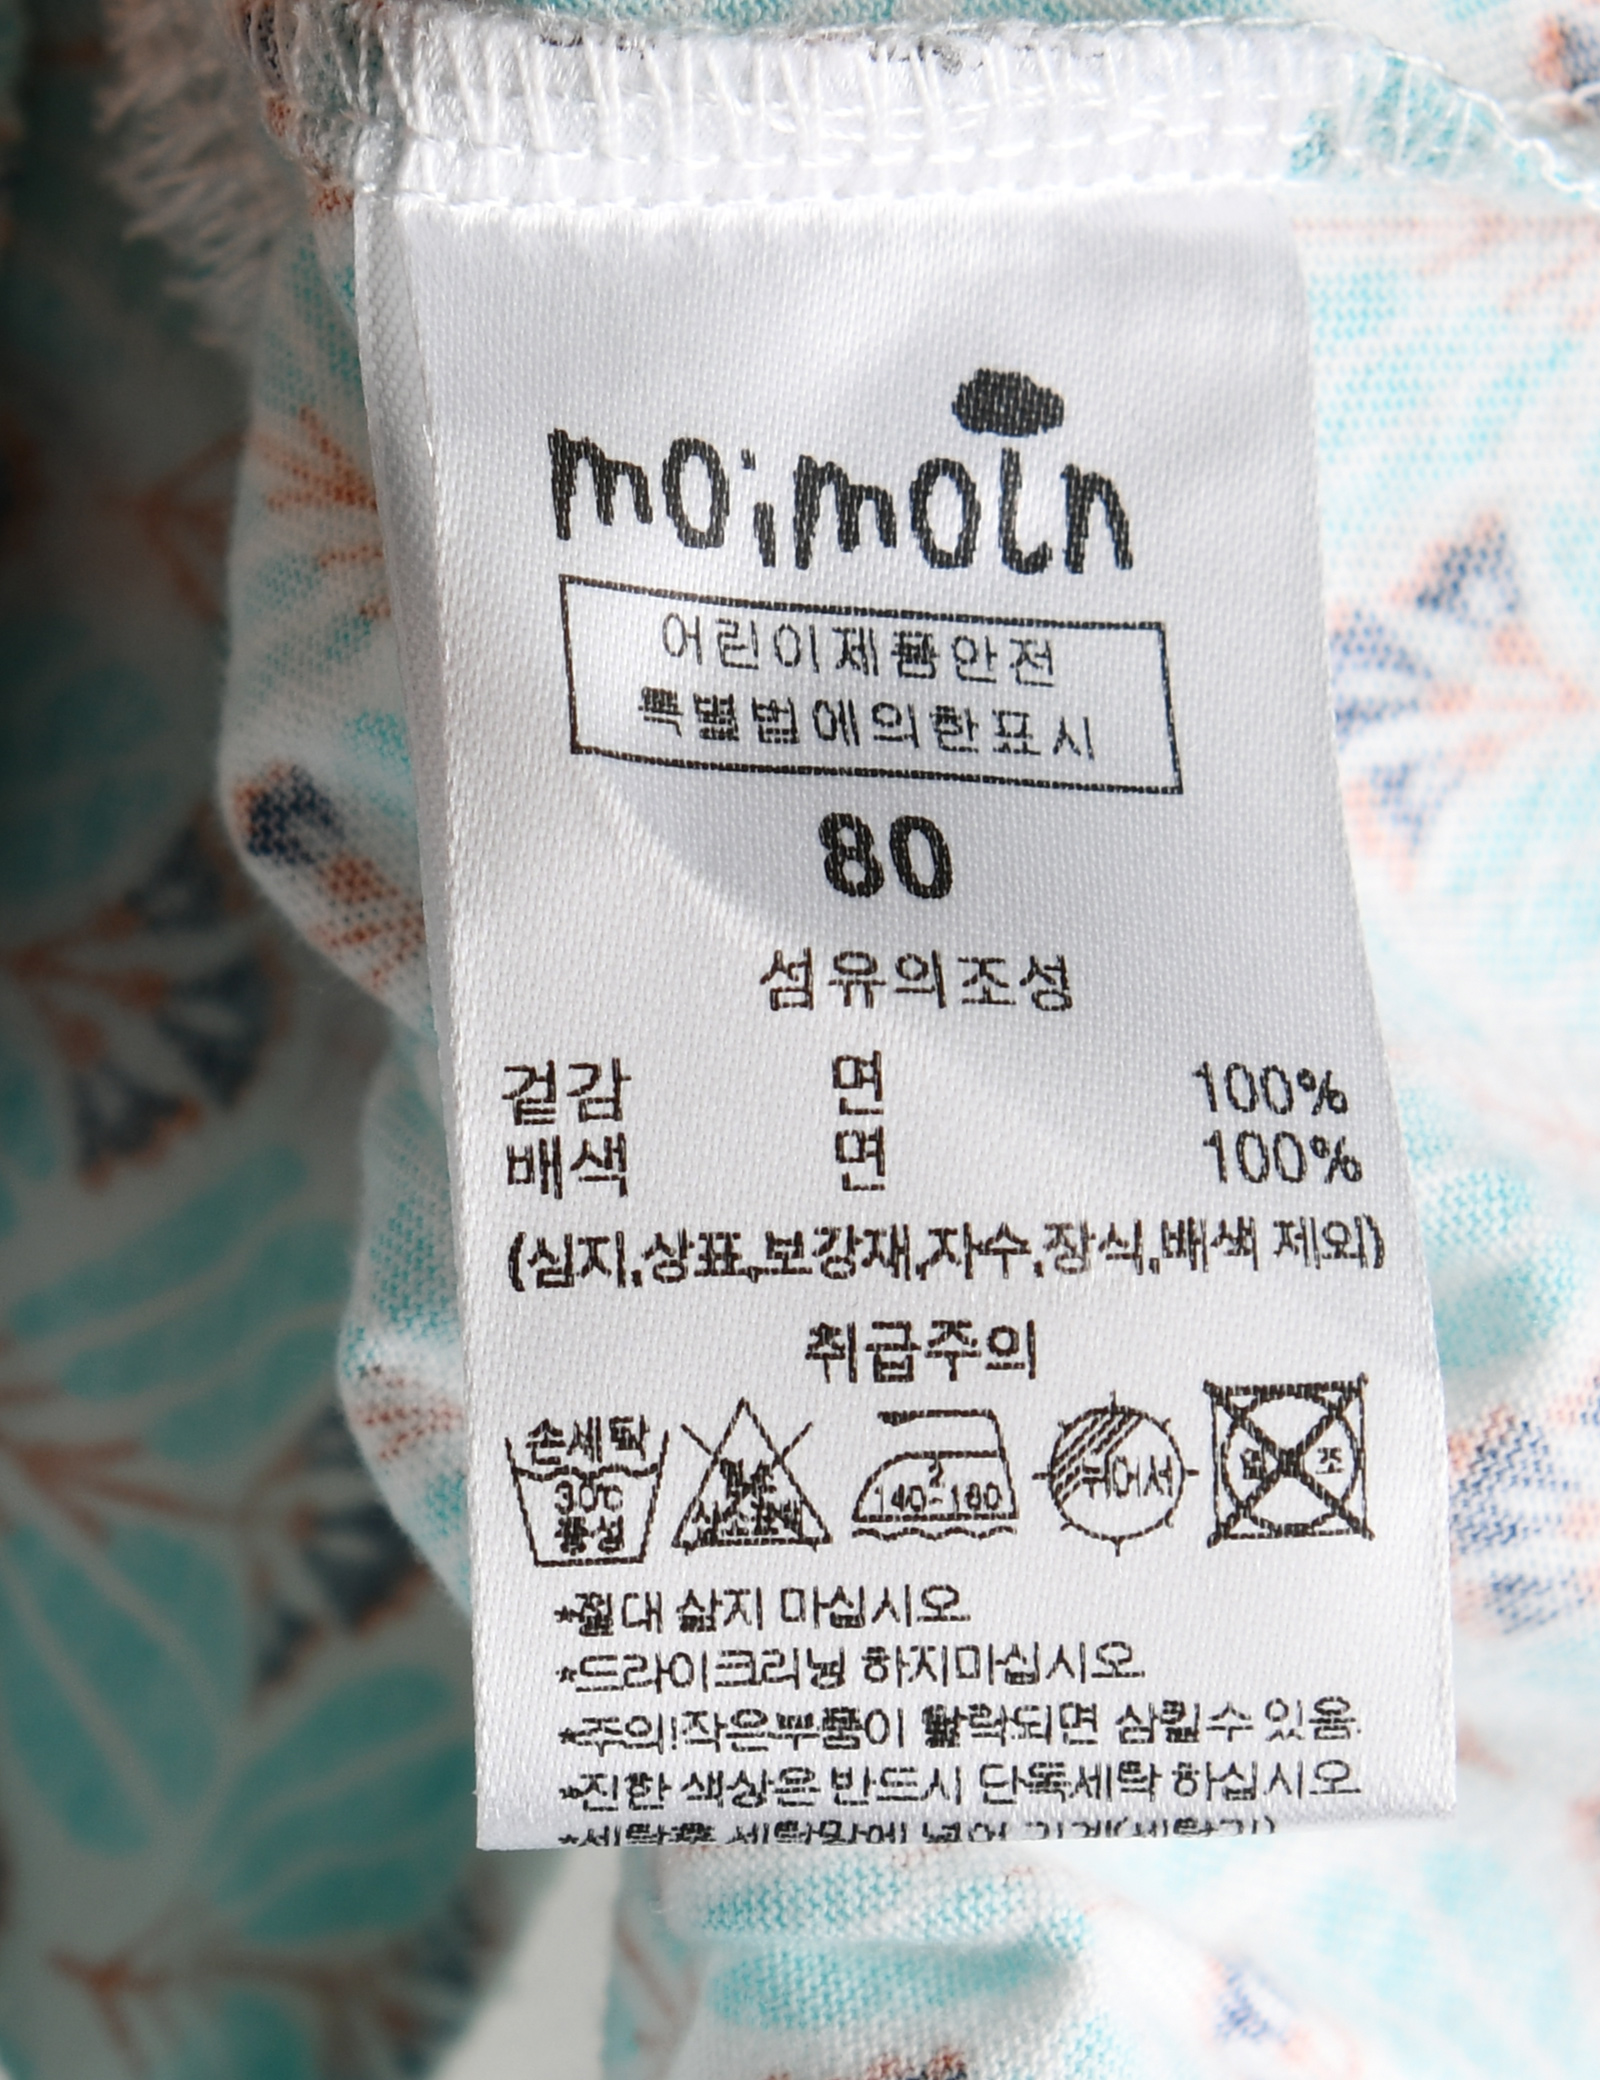 moimoln
어린이제품안전
특별법에의한표시
80
섬유의조성
겉감 면 100%
배색 면 100%
(심지,상표,보강재,자수,장식,배색 제외)
취급주의
손세탁
30℃
중성
2
140-160
뉘어서
조
*절대 삶지 마십시오
*드라이크리닝 하지마십시오
*주의!작은부품이 탈락되면 삼킬수 있음
*진한 색상은 반드시 단독세탁 하십시오